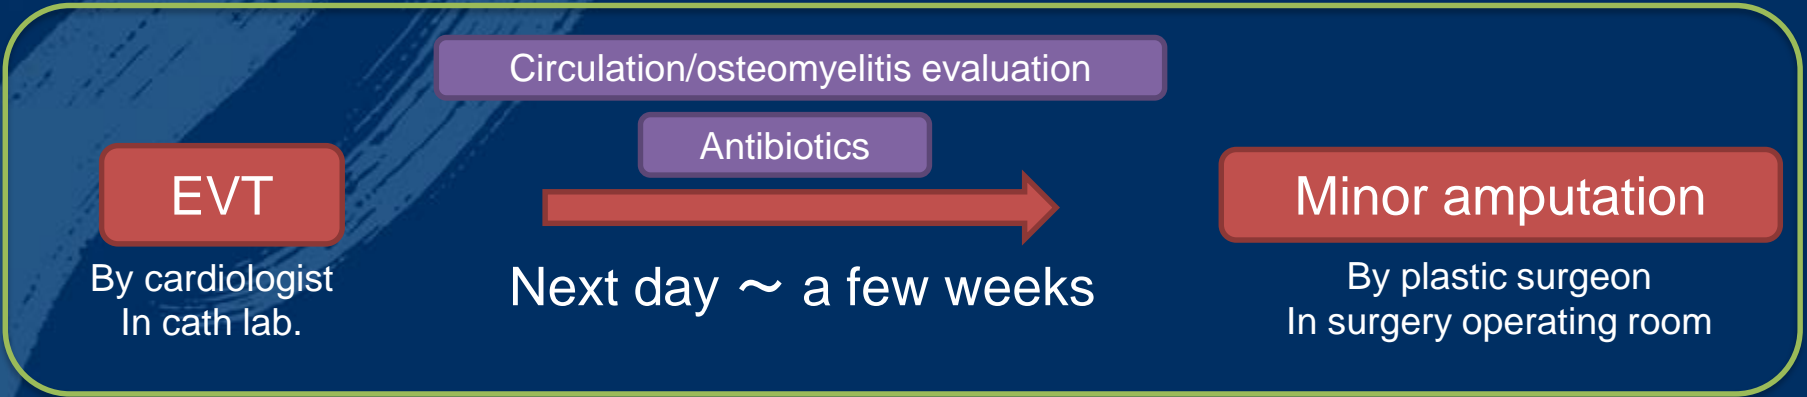 Circulation/osteomyelitis evaluation
Antibiotics
EVT
By cardiologist
In cath lab.
Next day ～ a few weeks
Minor amputation
By plastic surgeon
In surgery operating room